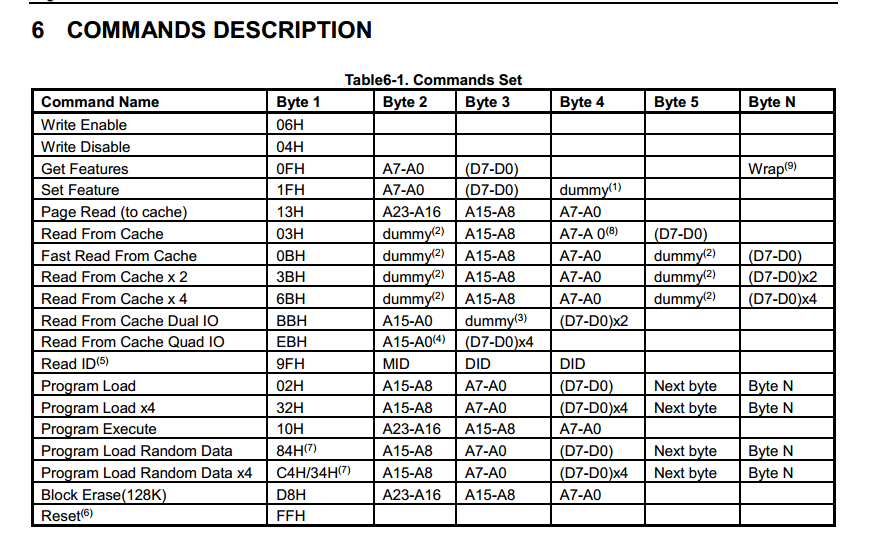 6 COMMANDS DESCRIPTION
Table6-1. Commands Set
Command Name Byte 1 Byte 2 Byte 3 Byte 4 Byte 5 Byte N
Write Enable 06H
Write Disable 04H
Get Features 0FH A7-A0 (D7-D0) Wrap(9)
Set Feature 1FH A7-A0 (D7-D0) dummy(1)
Page Read (to cache) 13H A23-A16 A15-A8 A7-A0
Read From Cache 03H dummy(2) A15-A8 A7-A 0(8) (D7-D0)
Fast Read From Cache 0BH dummy(2) A15-A8 A7-A0 dummy(2) (D7-D0)
Read From Cache x 2 3BH dummy(2) A15-A8 A7-A0 dummy(2) (D7-D0)x2
Read From Cache x 4 6BH dummy(2) A15-A8 A7-A0 dummy(2) (D7-D0)x4
Read From Cache Dual IO BBH A15-A0 dummy(3) (D7-D0)x2
Read From Cache Quad IO EBH A15-A0(4) (D7-D0)x4
Read ID(5) 9FH MID DID DID
Program Load 02H A15-A8 A7-A0 (D7-D0) Next byte Byte N
Program Load x4 32H A15-A8 A7-A0 (D7-D0)x4 Next byte Byte N
Program Execute 10H A23-A16 A15-A8 A7-A0
Program Load Random Data 84H(7) A15-A8 A7-A0 (D7-D0) Next byte Byte N
Program Load Random Data x4 C4H/34H(7) A15-A8 A7-A0 (D7-D0)x4 Next byte Byte N
Block Erase(128K) D8H A23-A16 A15-A8 A7-A0
Reset(6) FFH